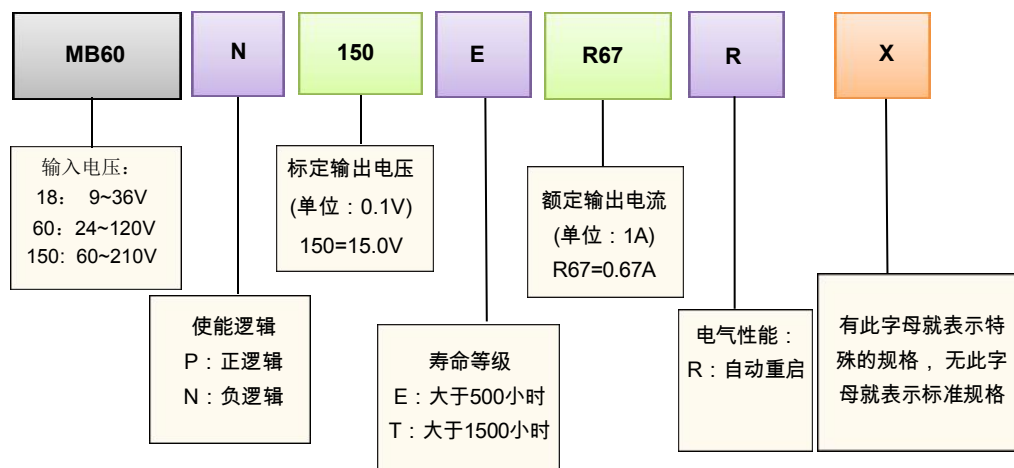 MB60 N 150 E R67 R X
输入电压：
18： 9~36V
60：24~120V
150: 60~210V
标定输出电压
(单位：0.1V)
150=15.0V
额定输出电流
(单位：1A)
R67=0.67A
使能逻辑
P：正逻辑
N：负逻辑
寿命等级
E：大于500小时
T：大于1500小时
电气性能：
R：自动重启
有此字母就表示特
殊的规格，无此字
母就表示标准规格